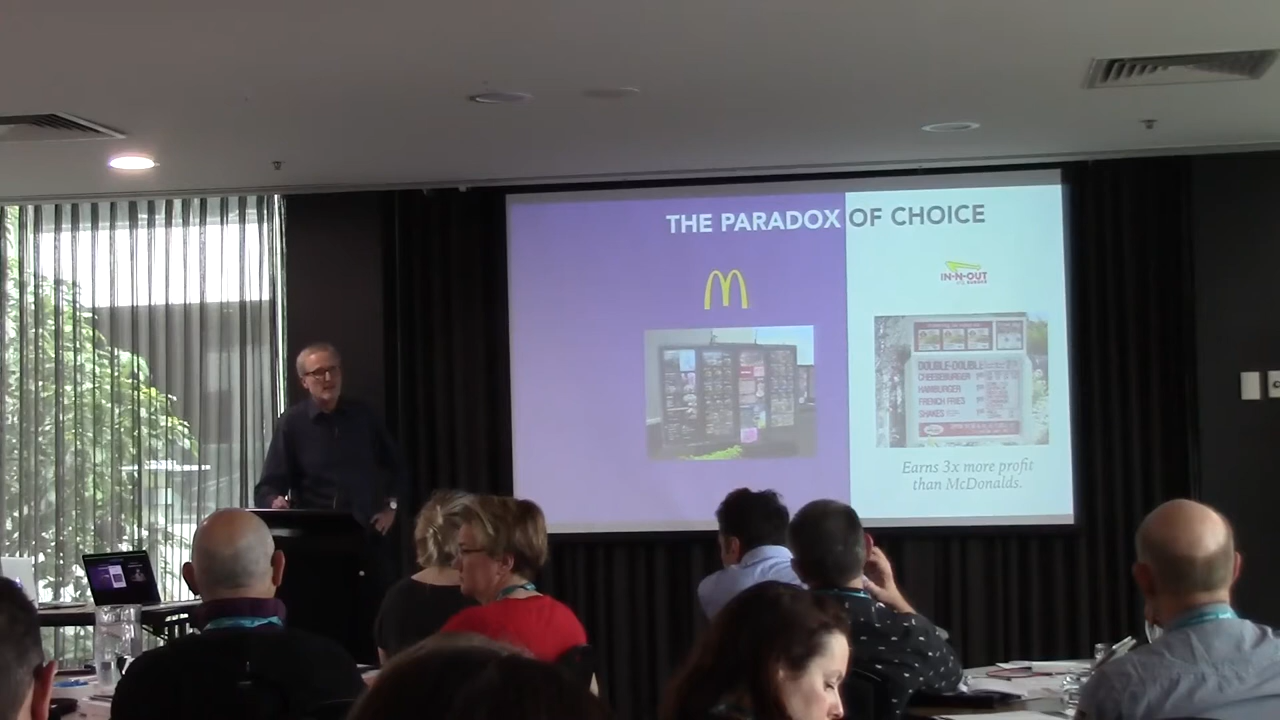 THE PARADOX OF CHOICE
IN-N-OUT
BURGER
DOUBLE-DOUBLE
CHEESEBURGER
HAMBURGER
FRENCH FRIES
SHAKES
Earns 3x more profit
than McDonalds.